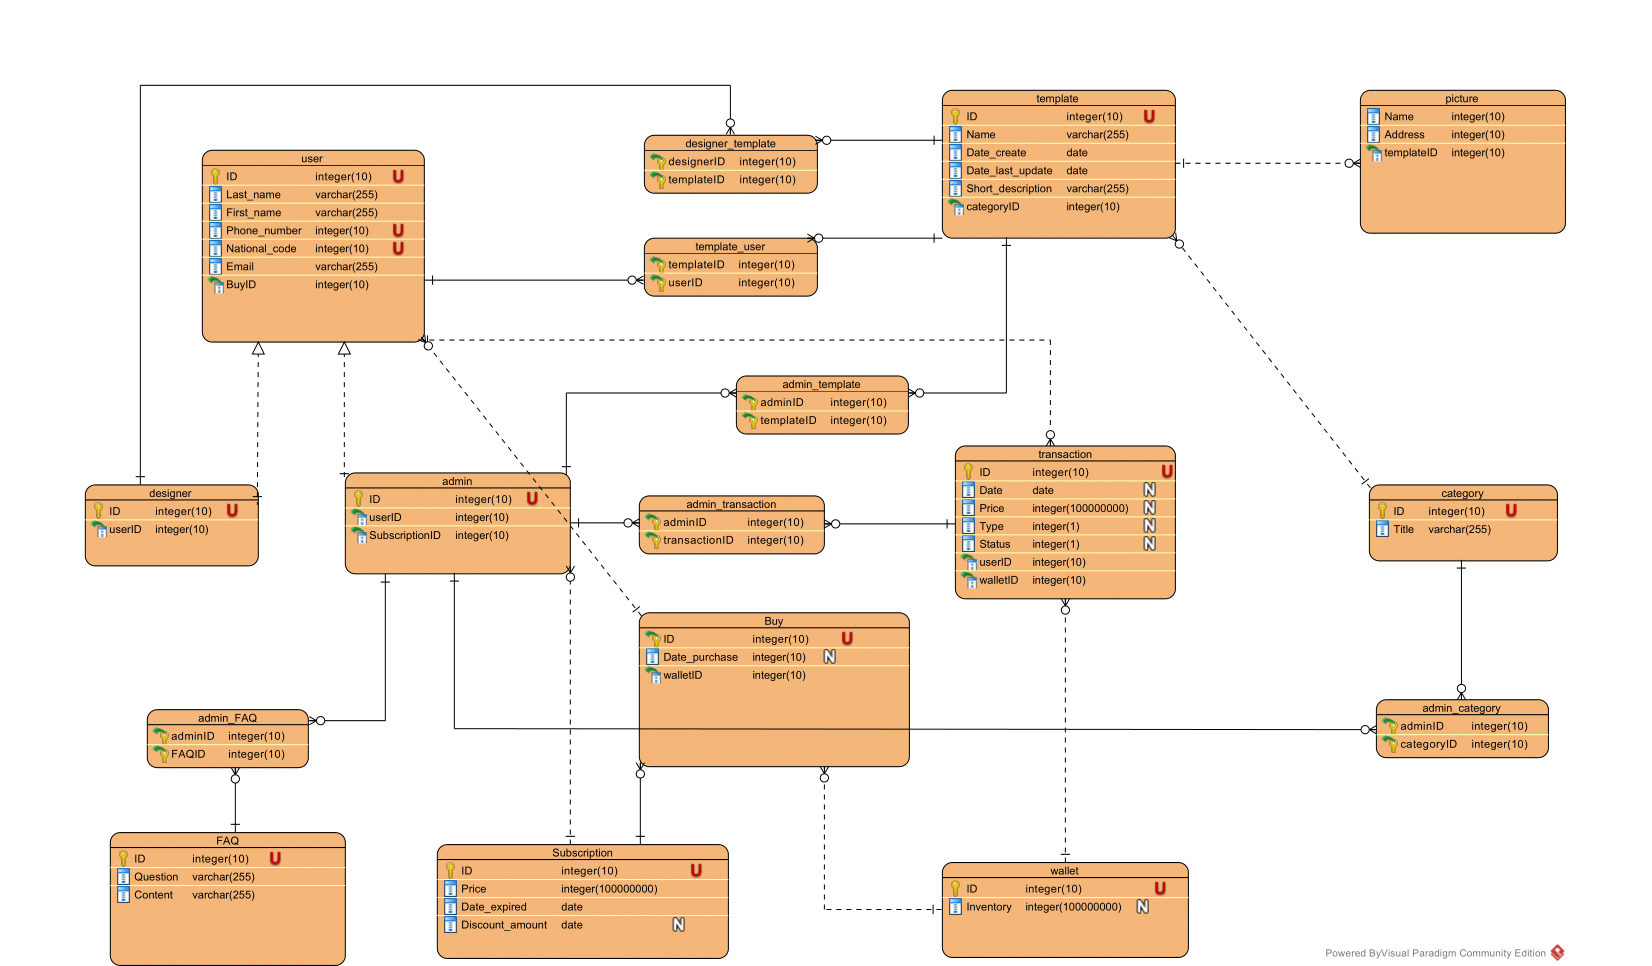 template
ID integer(10) U
Name varchar(255)
Date_create date
Date_last_update date
Short_description varchar(255)
categoryID integer(10)
picture
Name integer(10)
Address integer(10)
templateID integer(10)
designer_template
designerID integer(10)
templateID integer(10)
user
ID integer(10) U
Last_name varchar(255)
First_name varchar(255)
Phone_number integer(10) U
National_code integer(10) U
Email varchar(255)
BuyID integer(10)
template_user
templateID integer(10)
userID integer(10)
admin_template
adminID integer(10)
templateID integer(10)
transaction
ID integer(10) U
Date date N
Price integer(100000000) N
Type integer(1) N
Status integer(1) N
userID integer(10)
walletID integer(10)
designer
ID integer(10) U
userID integer(10)
admin
ID integer(10) U
userID integer(10)
SubscriptionID integer(10)
admin_transaction
adminID integer(10)
transactionID integer(10)
category
ID integer(10) U
Title varchar(255)
Buy
ID integer(10) U
Date_purchase integer(10) N
walletID integer(10)
admin_FAQ
adminID integer(10)
FAQID integer(10)
admin_category
adminID integer(10)
categoryID integer(10)
FAQ
ID integer(10) U
Question varchar(255)
Content varchar(255)
Subscription
ID integer(10) U
Price integer(100000000)
Date_expired date
Discount_amount date N
wallet
ID integer(10) U
Inventory integer(100000000) N
Powered ByVisual Paradigm Community Edition